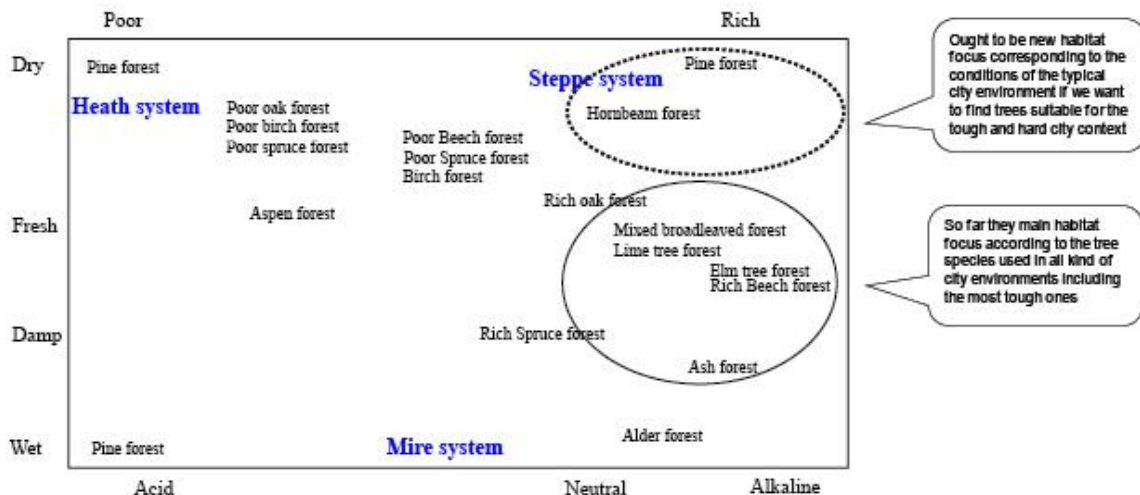 Poor Rich
Dry
Pine forest
Steppe system
Pine forest
Heath system
Poor oak forest
Poor birch forest
Poor spruce forest
Hornbeam forest
Poor Beech forest
Poor Spruce forest
Birch forest
Rich oak forest
Aspen forest
Fresh
Mixed broadleaved forest
Lime tree forest
Elm tree forest
Rich Beech forest
Damp
Rich Spruce forest
Ash forest
Wet
Pine forest
Mire system
Alder forest
Acid Neutral Alkaline
Ought to be new habitat
focus corresponding to the
conditions of the typical
city environment if we want
to find trees suitable for the
tough and hard city context
So far they main habitat
focus according to the tree
species used in all kind of
city environments including
the most tough ones